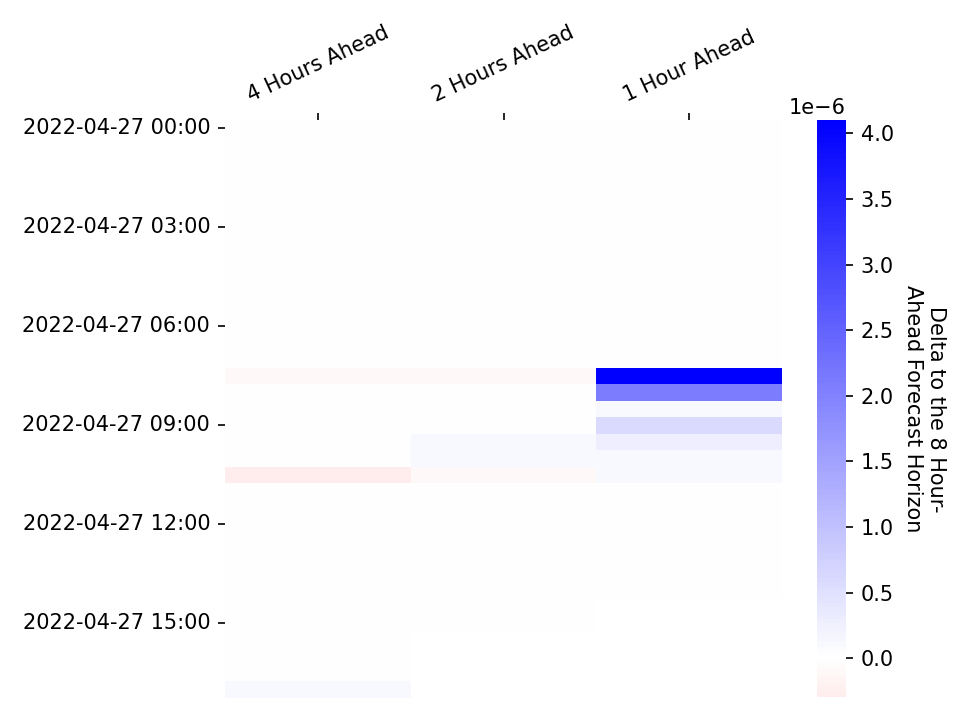 4 Hours Ahead
2 Hours Ahead
1 Hour Ahead
1e−6
2022-04-27 00:00
2022-04-27 03:00
2022-04-27 06:00
2022-04-27 09:00
2022-04-27 12:00
2022-04-27 15:00
4.0
3.5
3.0
2.5
2.0
1.5
1.0
0.5
0.0
Delta to the 8 Hour-
Ahead Forecast Horizon